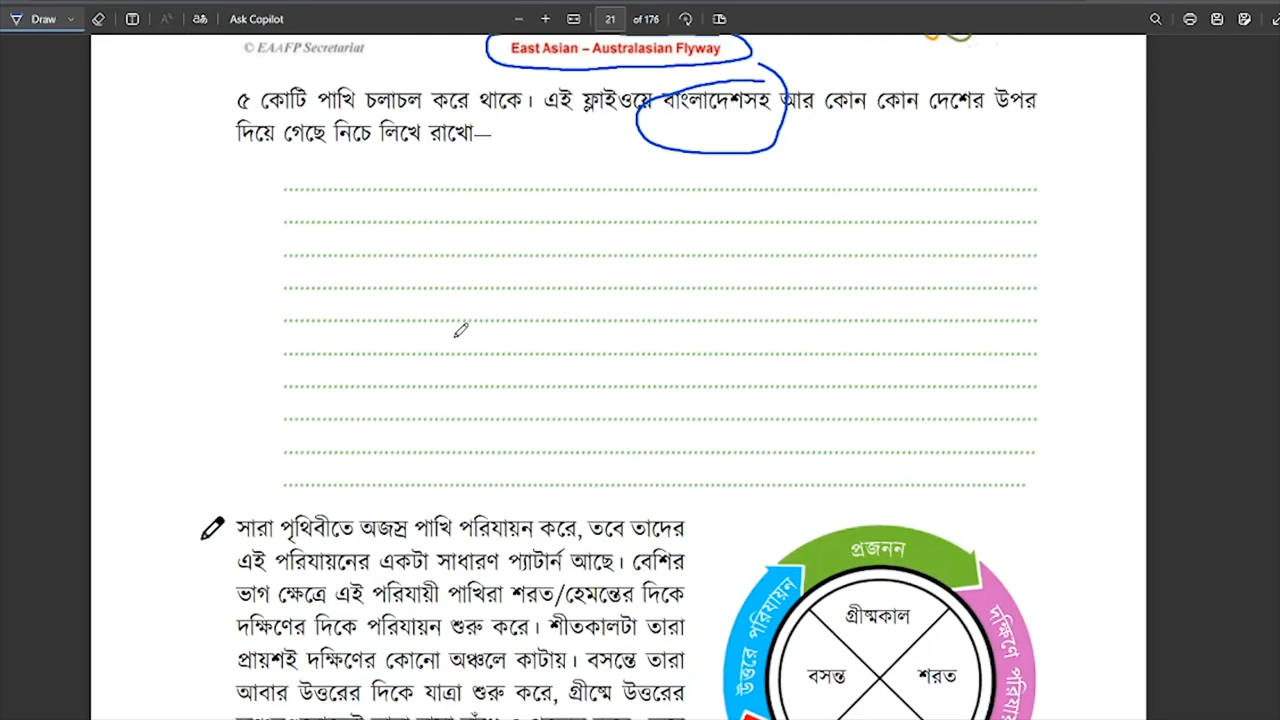 Draw
Ask Copilot
21 of 176
© EAAFP Secretariat
East Asian – Australasian Flyway
৫ কোটি পাখি চলাচল করে থাকে। এই ফ্লাইওয়ে বাংলাদেশসহ আর কোন কোন দেশের উপর
দিয়ে গেছে নিচে লিখে রাখো—
সারা পৃথিবীতে অজস্র পাখি পরিযায়ন করে, তবে তাদের
এই পরিযায়নের একটা সাধারণ প্যাটার্ন আছে। বেশির
ভাগ ক্ষেত্রে এই পরিযায়ী পাখিরা শরত/হেমন্তের দিকে
দক্ষিণের দিকে পরিযায়ন শুরু করে। শীতকালটা তারা
প্রায়শই দক্ষিণের কোনো অঞ্চলে কাটায়। বসন্তে তারা
আবার উত্তরের দিকে যাত্রা শুরু করে, গ্রীষ্মে উত্তরের
প্রজনন
উত্তরে পরিযায়ন
দক্ষিণে
গ্রীষ্মকাল
বসন্ত
শরত